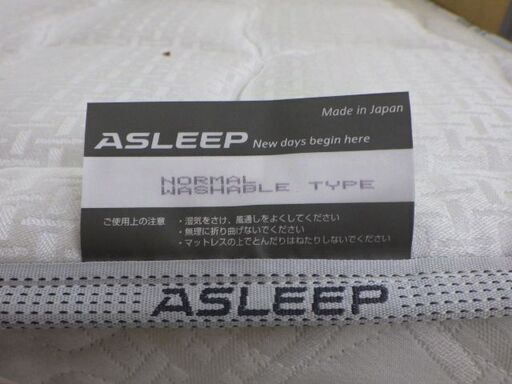 Made in Japan
ASLEEP New days begin here
NORMAL
WASHABLE TYPE
ご使用上の注意 ・湿気をさけ、風通しをよくしてください
・無理に折り曲げないでください
・マットレスの上でとんだりはねたりしないでください
ASLEEP